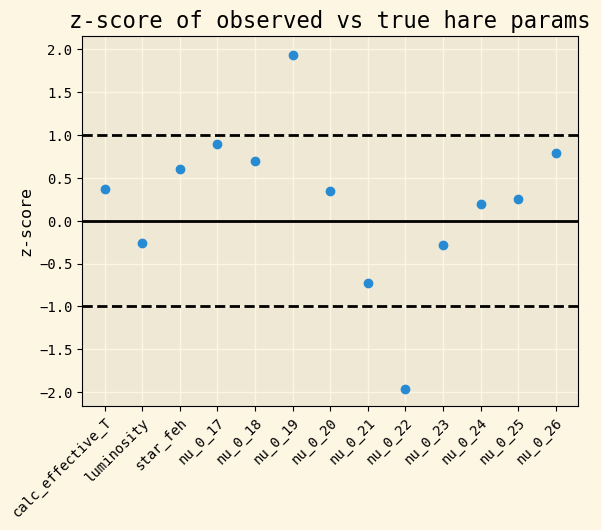 z-score of observed vs true hare params
z-score
2.0
1.5
1.0
0.5
0.0
−0.5
−1.0
−1.5
−2.0
calc_effective_T
luminosity
star_feh
nu_0_17
nu_0_18
nu_0_19
nu_0_20
nu_0_21
nu_0_22
nu_0_23
nu_0_24
nu_0_25
nu_0_26